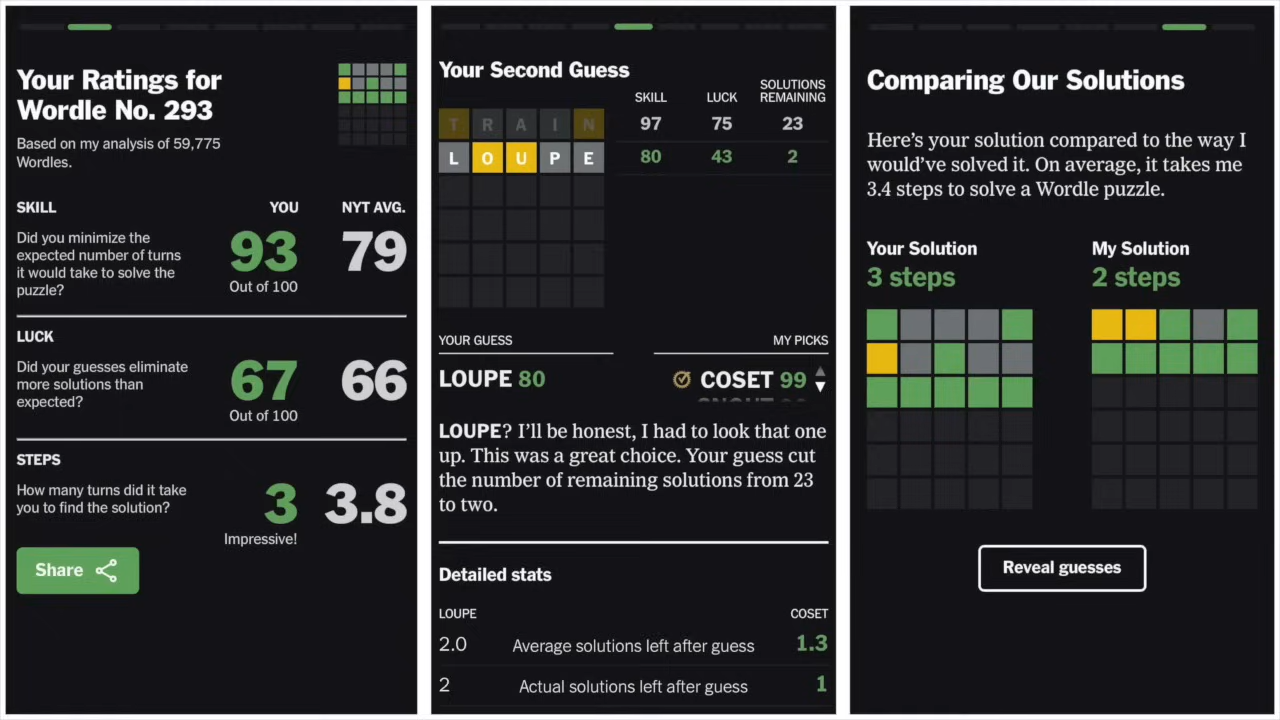 Your Ratings for
Wordle No. 293
Based on my analysis of 59,775
Wordles.
SKILL YOU NYT AVG.
Did you minimize the
expected number of turns
it would take to solve the
puzzle?
93 79
Out of 100
LUCK
Did your guesses eliminate
more solutions than
expected?
67 66
Out of 100
STEPS
How many turns did it take
you to find the solution?
3 3.8
Impressive!
Share
Your Second Guess
SKILL LUCK SOLUTIONS
REMAINING
T R A I N 97 75 23
L O U P E 80 43 2
YOUR GUESS MY PICKS
LOUPE 80 COSET 99
LOUPE? I'll be honest, I had to look that one
up. This was a great choice. Your guess cut
the number of remaining solutions from 23
to two.
Detailed stats
LOUPE COSET
2.0 Average solutions left after guess 1.3
2 Actual solutions left after guess 1
Comparing Our Solutions
Here's your solution compared to the way I
would've solved it. On average, it takes me
3.4 steps to solve a Wordle puzzle.
Your Solution My Solution
3 steps 2 steps
Reveal guesses